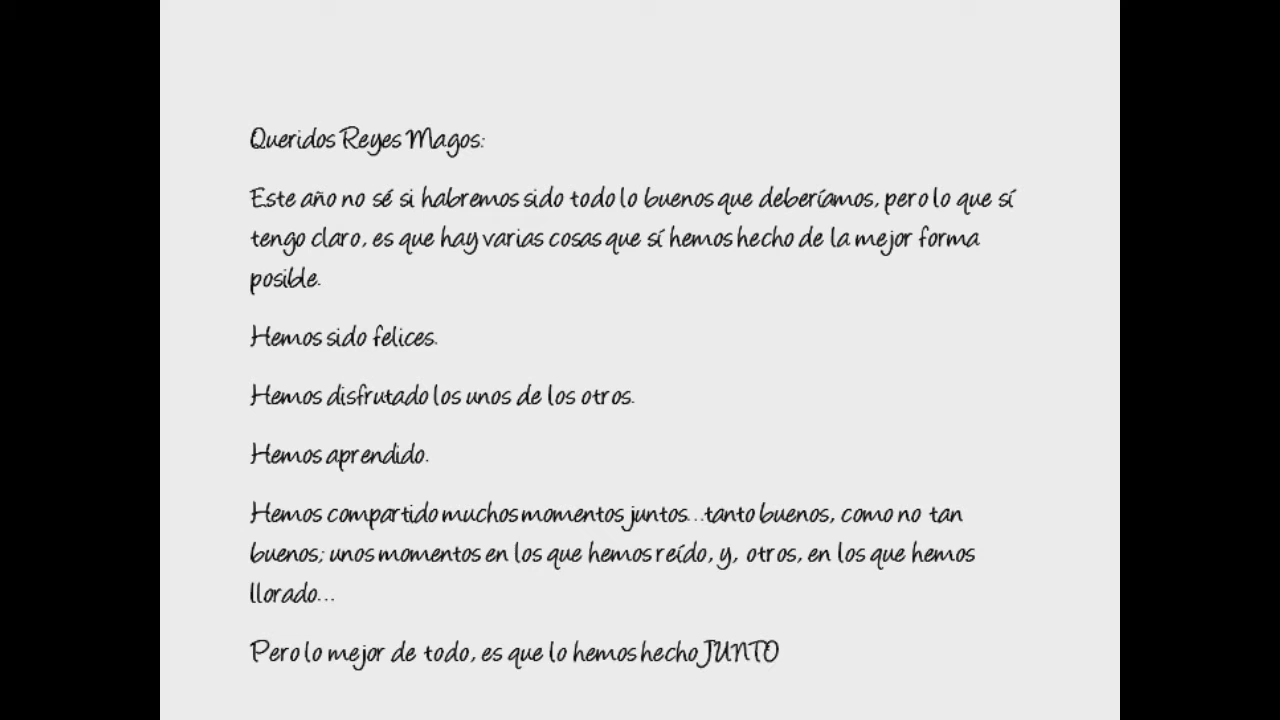 Queridos Reyes Magos:
Este año no sé si habremos sido todo lo buenos que deberíamos, pero lo que sí
tengo claro, es que hay varias cosas que sí hemos hecho de la mejor forma
posible.
Hemos sido felices.
Hemos disfrutado los unos de los otros.
Hemos aprendido.
Hemos compartido muchos momentos juntos...tanto buenos, como no tan
buenos; unos momentos en los que hemos reído, y, otros, en los que hemos
llorado...
Pero lo mejor de todo, es que lo hemos hecho JUNTO